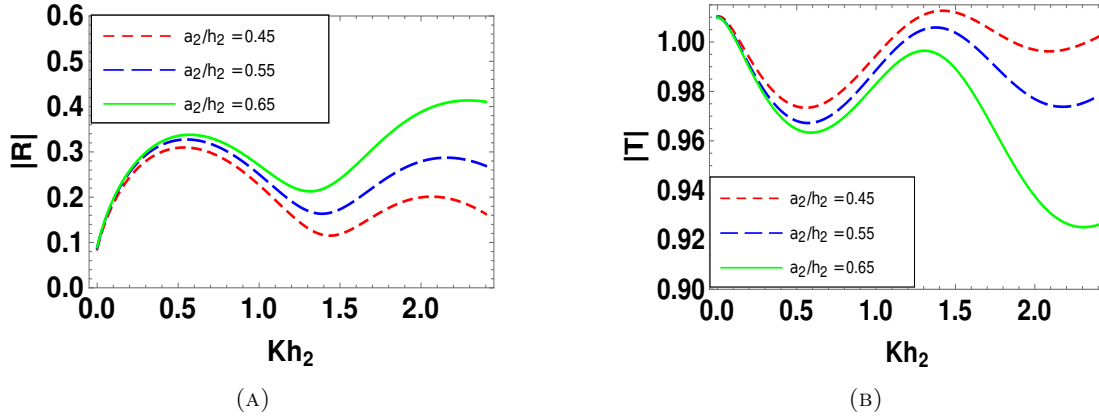 |R|
0.6
0.5
0.4
0.3
0.2
0.1
0.0
a2/h2 =0.45
a2/h2 =0.55
a2/h2 =0.65
0.0 0.5 1.0 1.5 2.0
Kh2
(A)
|T|
1.00
0.98
0.96
0.94
0.92
0.90
a2/h2 =0.45
a2/h2 =0.55
a2/h2 =0.65
0.0 0.5 1.0 1.5 2.0
Kh2
(B)